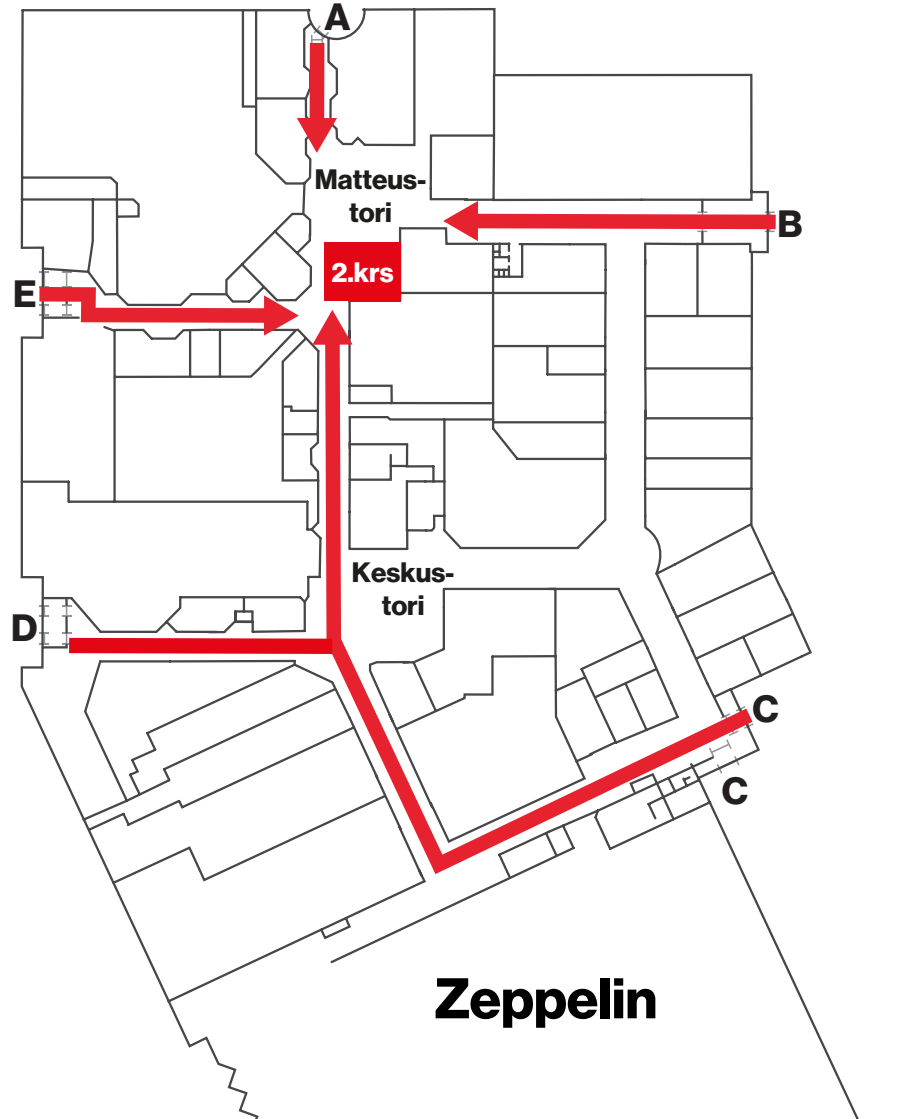 A
Matteus-
tori
B
2.krs
E
Keskus-
tori
D
C
C
Zeppelin